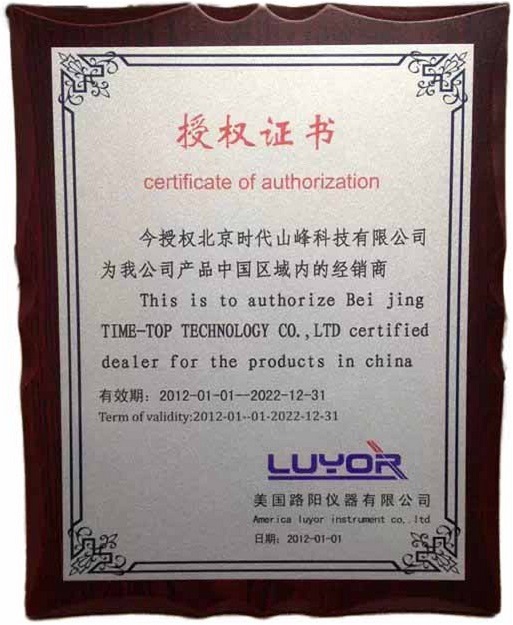 授权证书
certificate of authorization
今授权北京时代山峰科技有限公司
为我公司产品中国区域内的经销商
This is to authorize Bei jing
TIME-TOP TECHNOLOGY CO.,LTD certified
dealer for the products in china
有效期：2012-01-01--2022-12-31
Term of validity:2012-01--01-2022-12-31
LUYOR
美国路阳仪器有限公司
America luyor instrument co,.ltd
日期：2012-01-01